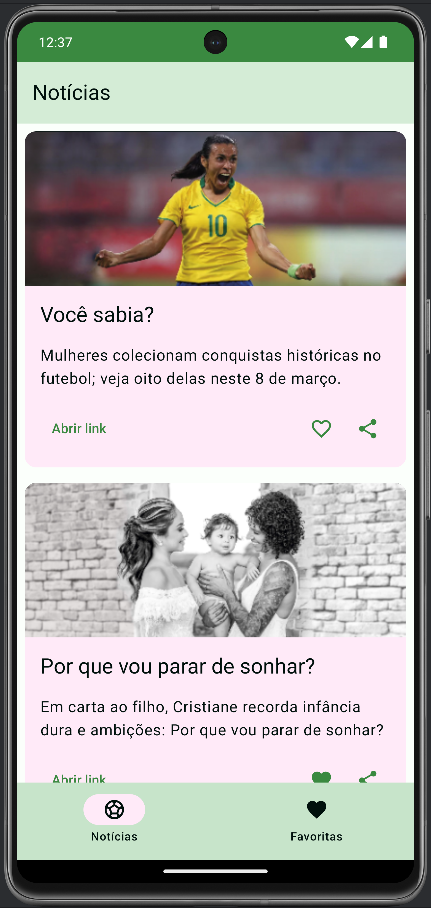 12:37
Notícias
10
Você sabia?
Mulheres colecionam conquistas históricas no
futebol; veja oito delas neste 8 de março.
Abrir link
Por que vou parar de sonhar?
Em carta ao filho, Cristiane recorda infância
dura e ambições: Por que vou parar de sonhar?
Abrir link
Notícias
Favoritas